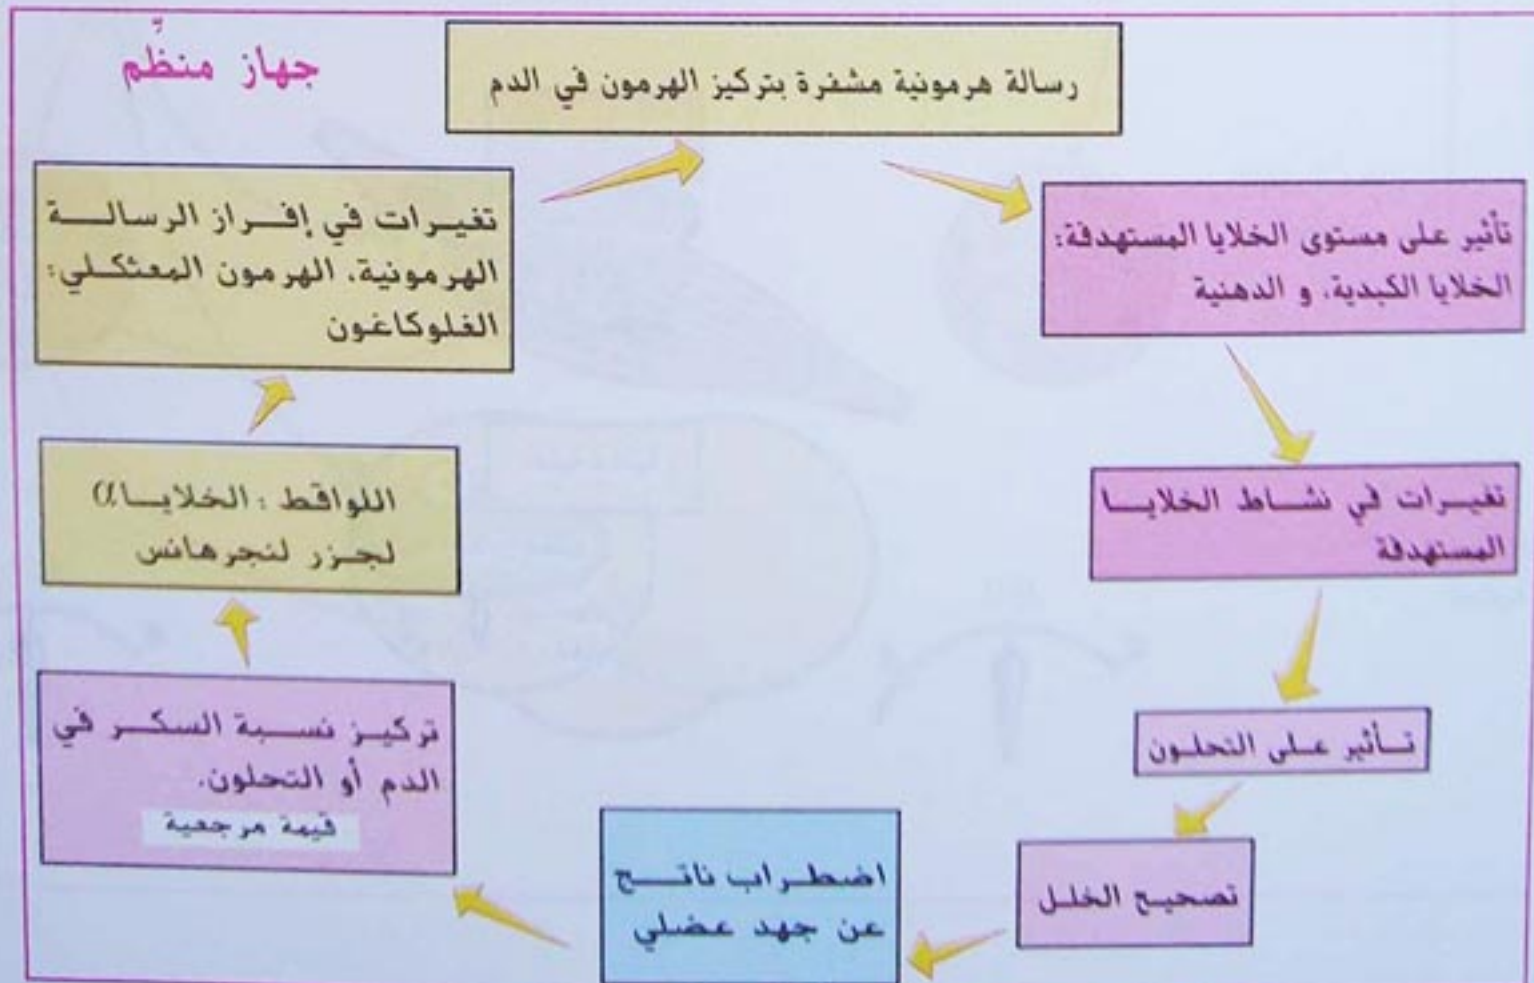 جهاز منظِّم
رسالة هرمونية مشفرة بتركيز الهرمون في الدم
تأثير على مستوى الخلايا المستهدفة:
الخلايا الكبدية، و الدهنية
تغيرات في نشاط الخلايا
المستهدفة
تأثير على التحلون
تصحيح الخلل
اضطراب ناتج
عن جهد عضلي
تركيز نسبة السكر في
الدم أو التحلون.
قيمة مرجعية
اللواقط : الخلايا α
لجزر لنجرهانس
تغيرات في إفراز الرسالة
الهرمونية، الهرمون المعثكلي:
الغلوكاغون